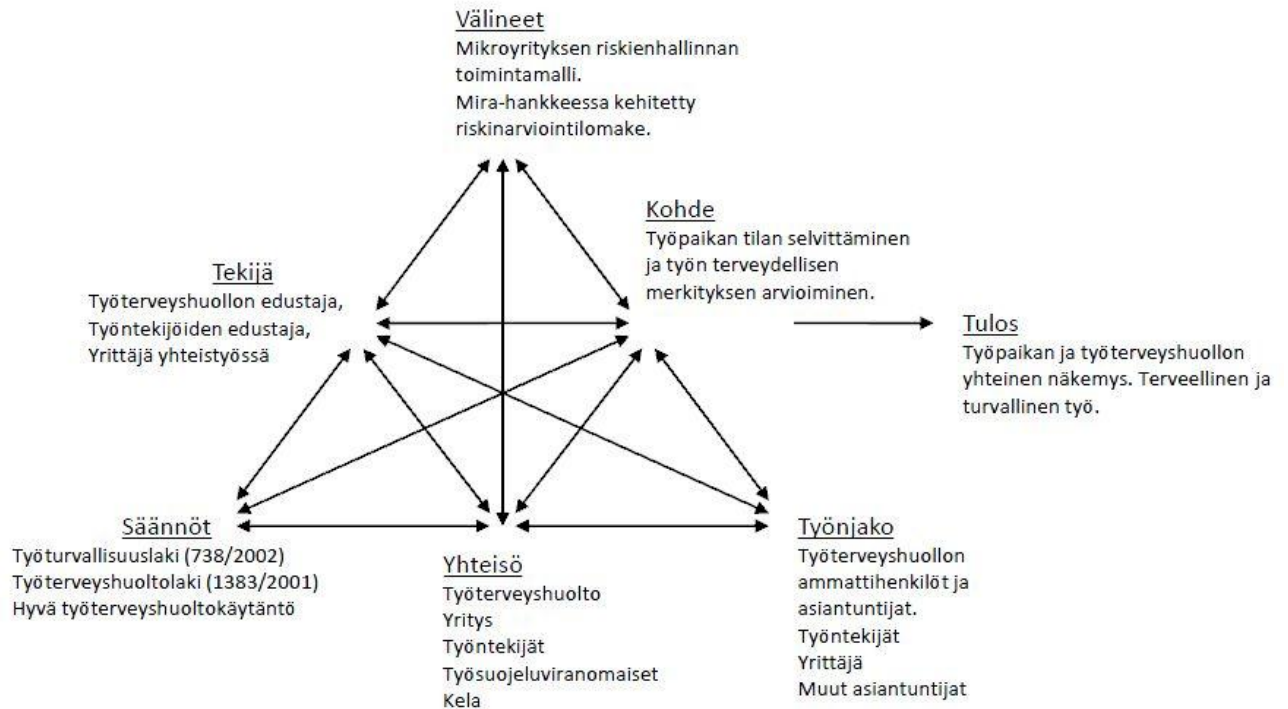 Välineet
Mikroyrityksen riskienhallinnan
toimintamalli.
Mira-hankkeessa kehitetty
riskinarviointilomake.
Kohde
Työpaikan tilan selvittäminen
ja työn terveydellisen
merkityksen arvioiminen.
Tekijä
Työterveyshuollon edustaja,
Työntekijöiden edustaja,
Yrittäjä yhteistyössä
Tulos
Työpaikan ja työterveyshuollon
yhteinen näkemys. Terveellinen ja
turvallinen työ.
Säännöt
Työturvallisuuslaki (738/2002)
Työterveyshuoltolaki (1383/2001)
Hyvä työterveyshuoltokäytäntö
Yhteisö
Työterveyshuolto
Yritys
Työntekijät
Työsuojeluviranomaiset
Kela
Työnjako
Työterveyshuollon
ammattihenkilöt ja
asiantuntijat.
Työntekijät
Yrittäjä
Muut asiantuntijat